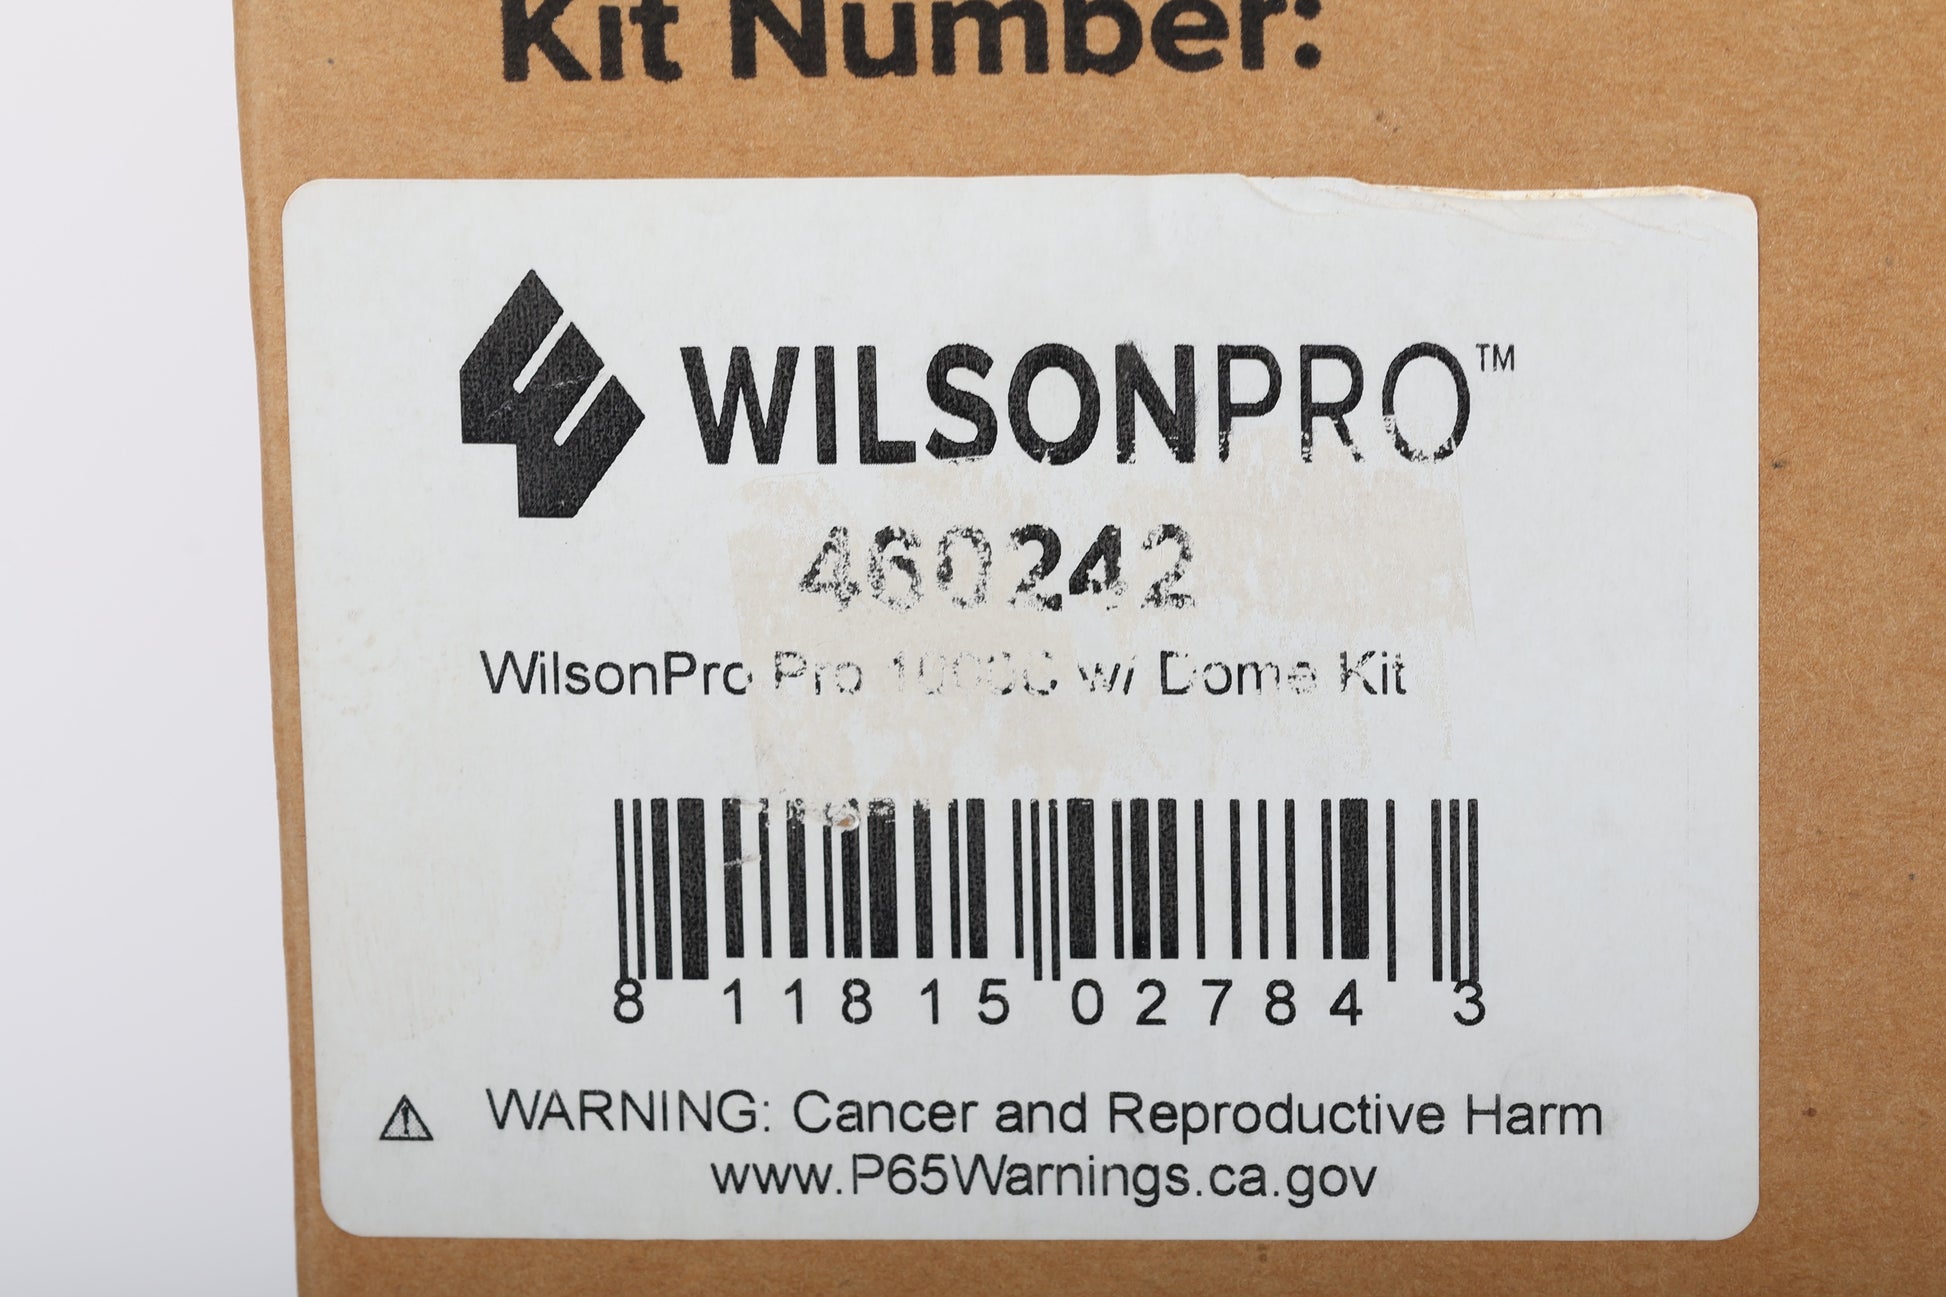 Kit Number:
WILSONPRO™
460242
WilsonPro Pro 1000C w/ Dome Kit
8 11815 02784 3
⚠ WARNING: Cancer and Reproductive Harm
www.P65Warnings.ca.gov